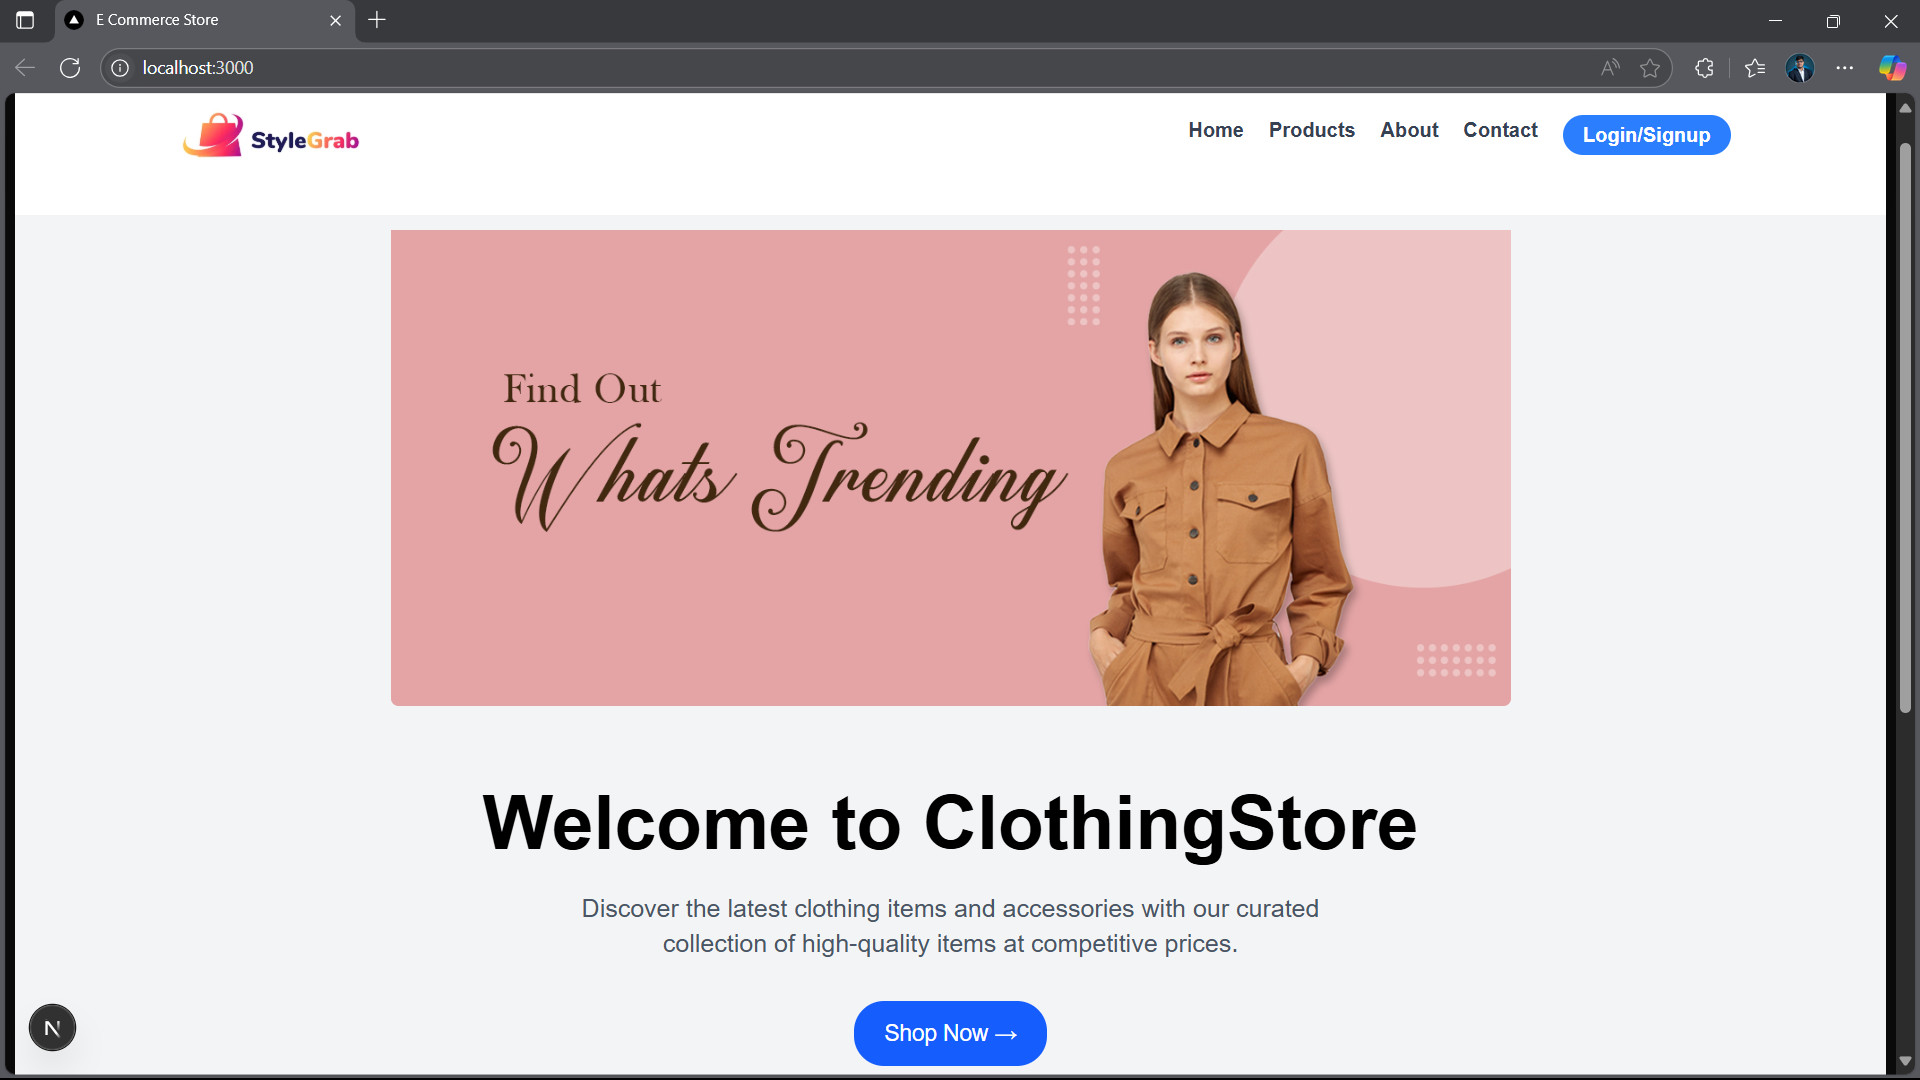 E Commerce Store
localhost:3000
StyleGrab
Home Products About Contact Login/Signup
Find Out
Whats Trending
Welcome to ClothingStore
Discover the latest clothing items and accessories with our curated
collection of high-quality items at competitive prices.
N
Shop Now →